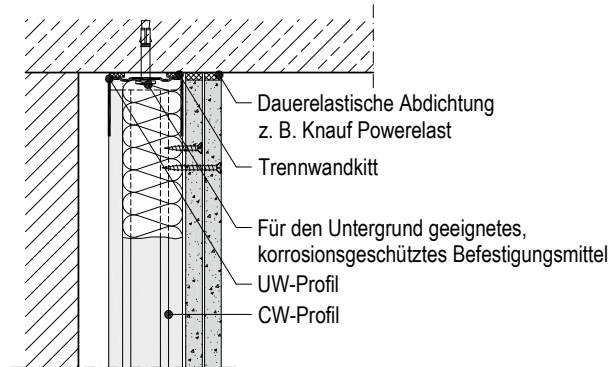 Dauerelastische Abdichtung
z. B. Knauf Powerelast
Trennwandkitt
Für den Untergrund geeignetes,
korrosionsgeschütztes Befestigungsmittel
UW-Profil
CW-Profil